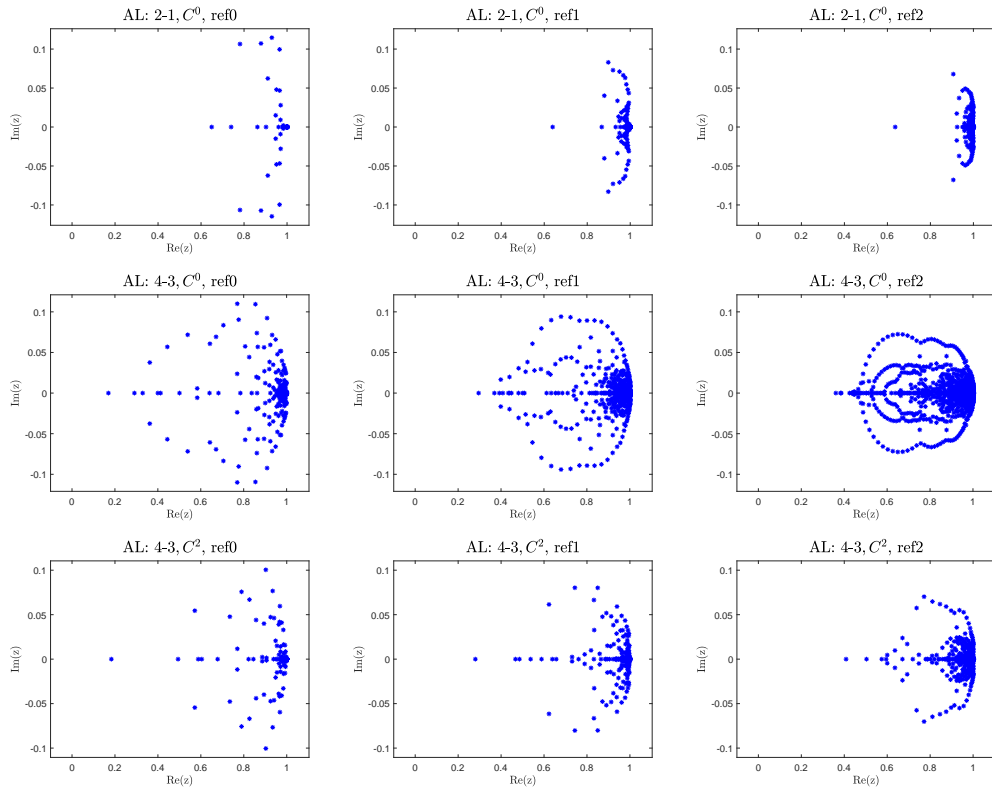 AL: 2-1, C⁰, ref0
AL: 2-1, C⁰, ref1
AL: 2-1, C⁰, ref2
0.1
0.05
0
-0.05
-0.1
Im(z)
0 0.2 0.4 0.6 0.8 1
Re(z)
0.1
0.05
0
-0.05
-0.1
Im(z)
0 0.2 0.4 0.6 0.8 1
Re(z)
0.1
0.05
0
-0.05
-0.1
Im(z)
0 0.2 0.4 0.6 0.8 1
Re(z)
AL: 4-3, C⁰, ref0
AL: 4-3, C⁰, ref1
AL: 4-3, C⁰, ref2
0.1
0.05
0
-0.05
-0.1
Im(z)
0 0.2 0.4 0.6 0.8 1
Re(z)
0.1
0.05
0
-0.05
-0.1
Im(z)
0 0.2 0.4 0.6 0.8 1
Re(z)
0.1
0.05
0
-0.05
-0.1
Im(z)
0 0.2 0.4 0.6 0.8 1
Re(z)
AL: 4-3, C², ref0
AL: 4-3, C², ref1
AL: 4-3, C², ref2
0.1
0.05
0
-0.05
-0.1
Im(z)
0 0.2 0.4 0.6 0.8 1
Re(z)
0.1
0.05
0
-0.05
-0.1
Im(z)
0 0.2 0.4 0.6 0.8 1
Re(z)
0.1
0.05
0
-0.05
-0.1
Im(z)
0 0.2 0.4 0.6 0.8 1
Re(z)